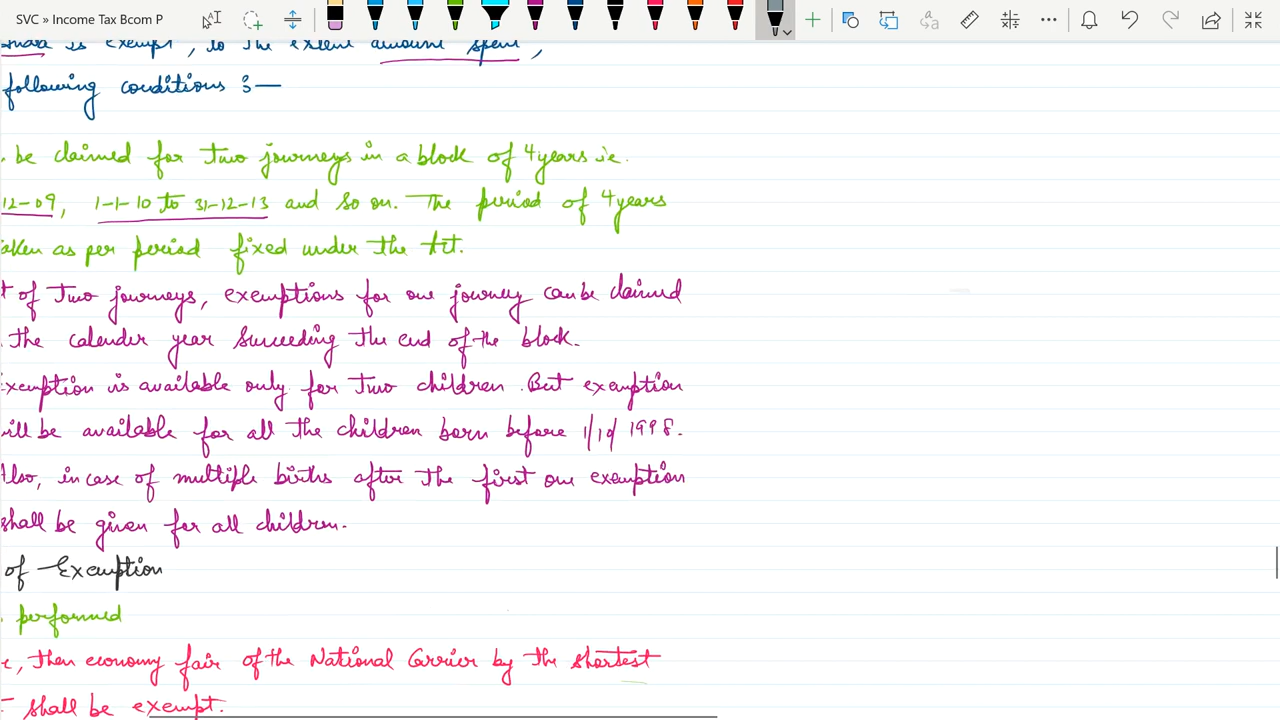 SVC » Income Tax Bcom P
India is exempt, to the extent amount spent,
following conditions :—
be claimed for Two journeys in a block of 4 years i.e.
12-09, 1-1-10 to 31-12-13 and so on. The period of 4 years
taken as per period fixed under the Act.
of Two journeys, exemptions for one journey can be claimed
the calender year succeeding the end of the block.
Exemption is available only for two children. But exemption
will be available for all the children born before 1/10/1998.
Also, in case of multiple births after the first one exemption
shall be given for all children.
of Exemption
performed
then economy fair of the National Carrier by the shortest
shall be exempt.